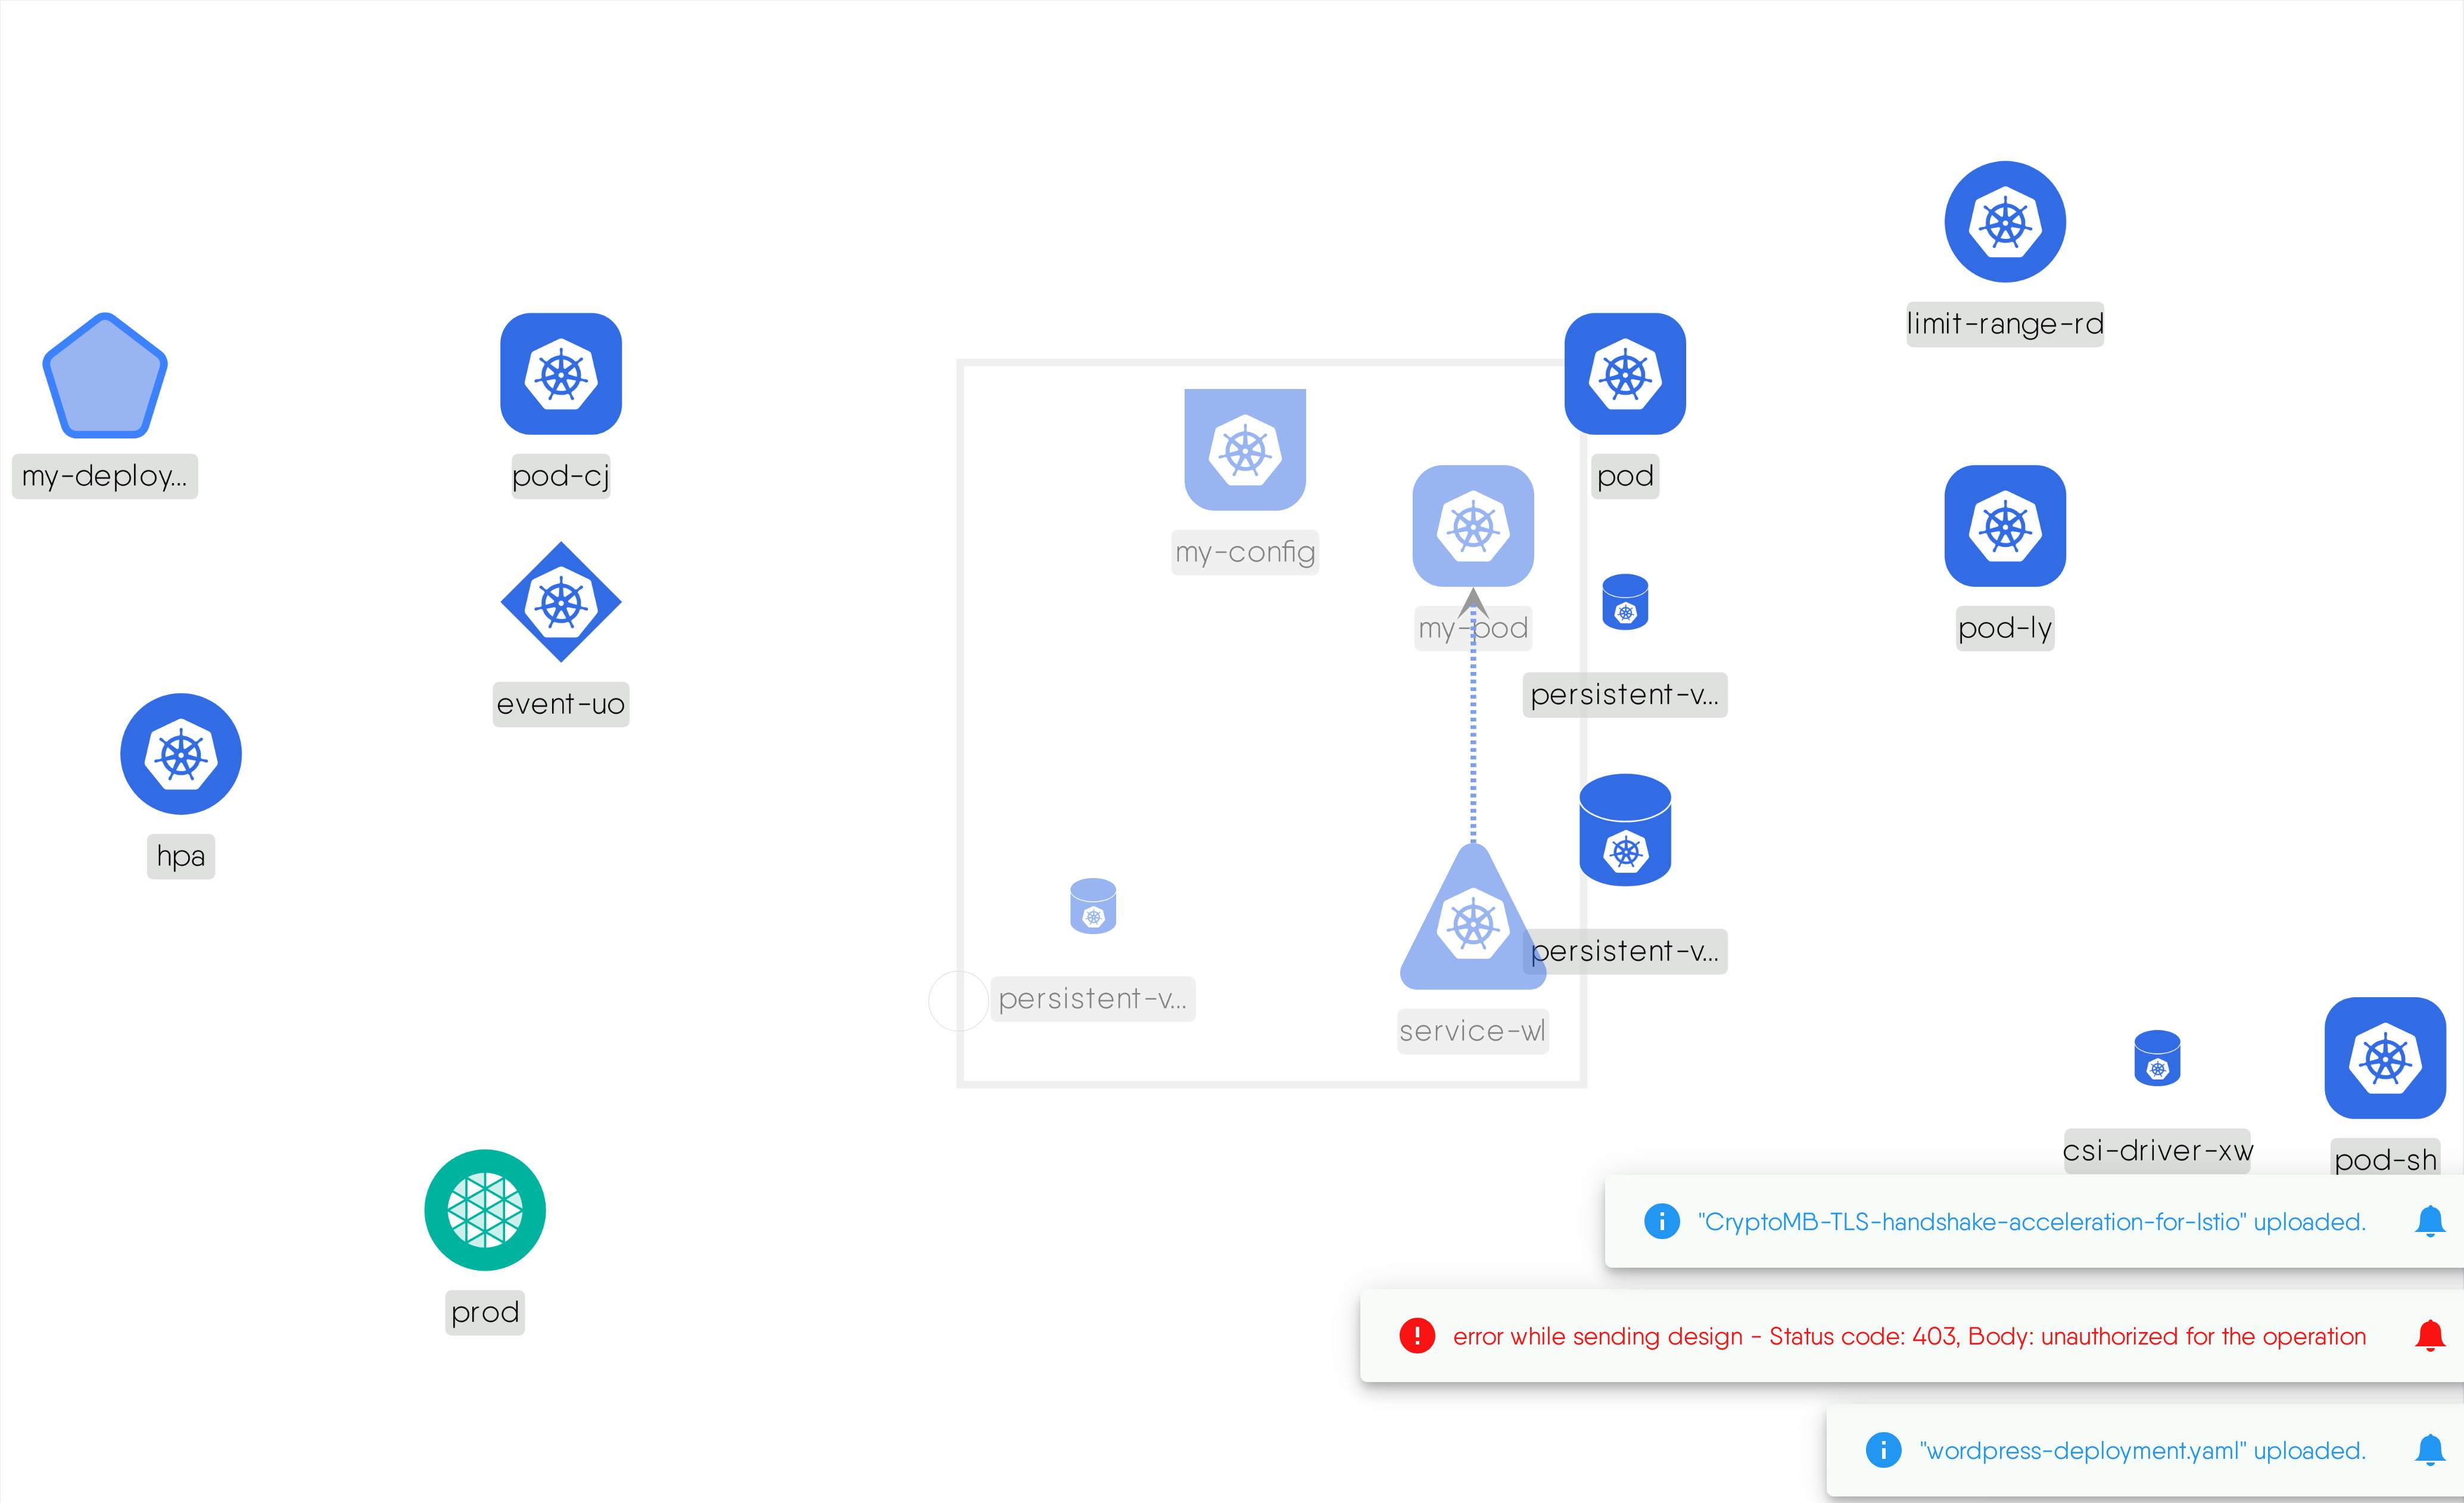 limit-range-rd
my-deploy...
pod-cj
pod
my-config
my-pod
pod-ly
persistent-v...
event-uo
hpa
persistent-v...
persistent-v...
service-wl
csi-driver-xw
pod-sh
"CryptoMB-TLS-handshake-acceleration-for-Istio" uploaded.
prod
error while sending design - Status code: 403, Body: unauthorized for the operation
"wordpress-deployment.yaml" uploaded.